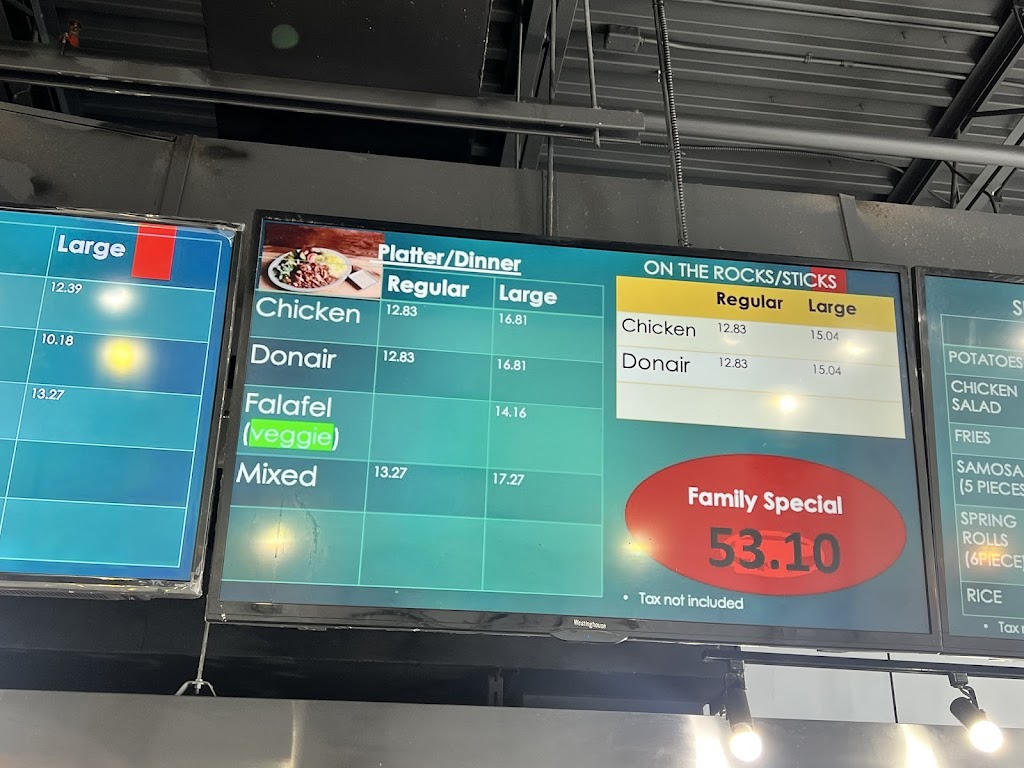 Large
12.39
10.18
13.27
Platter/Dinner
Regular Large
Chicken 12.83 16.81
Donair 12.83 16.81
Falafel 14.16
(veggie)
Mixed 13.27 17.27
ON THE ROCKS/STICKS
Regular Large
Chicken 12.83 15.04
Donair 12.83 15.04
Family Special
53.10
• Tax not included
Westinghouse
POTATOES
CHICKEN
SALAD
FRIES
SAMOSA
(5 PIECES
SPRING
ROLLS
(6PIECE
RICE
• Tax